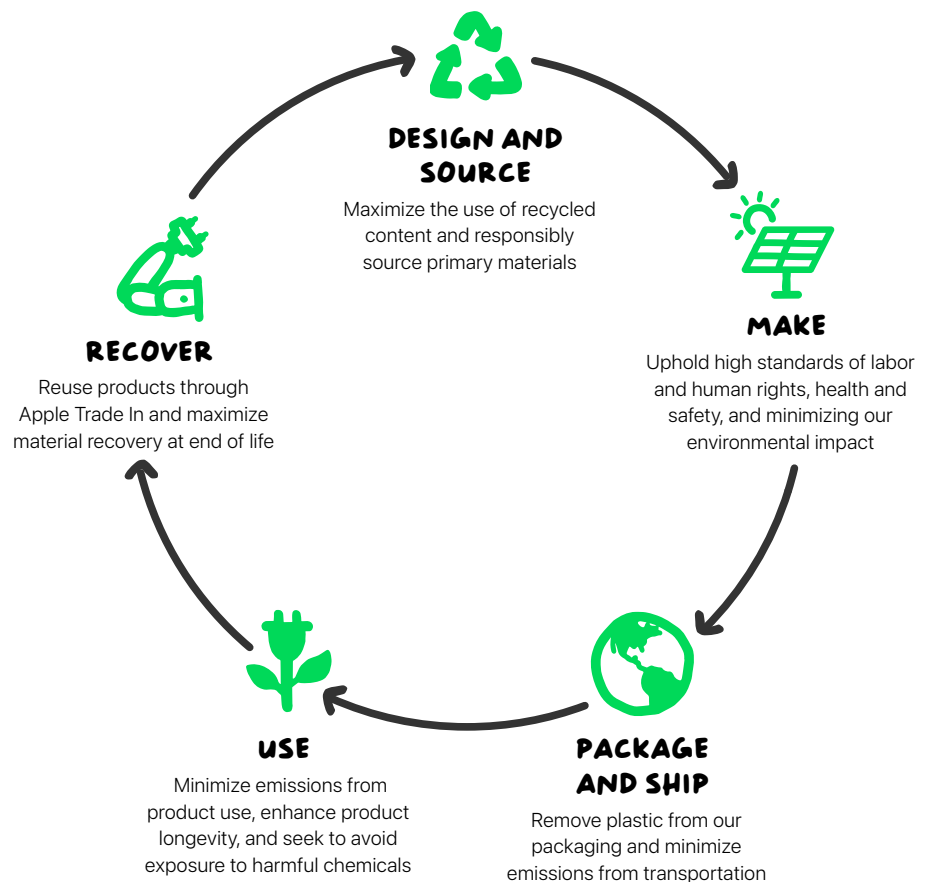 DESIGN AND
SOURCE
Maximize the use of recycled
content and responsibly
source primary materials
MAKE
Uphold high standards of labor
and human rights, health and
safety, and minimizing our
environmental impact
PACKAGE
AND SHIP
Remove plastic from our
packaging and minimize
emissions from transportation
USE
Minimize emissions from
product use, enhance product
longevity, and seek to avoid
exposure to harmful chemicals
RECOVER
Reuse products through
Apple Trade In and maximize
material recovery at end of life